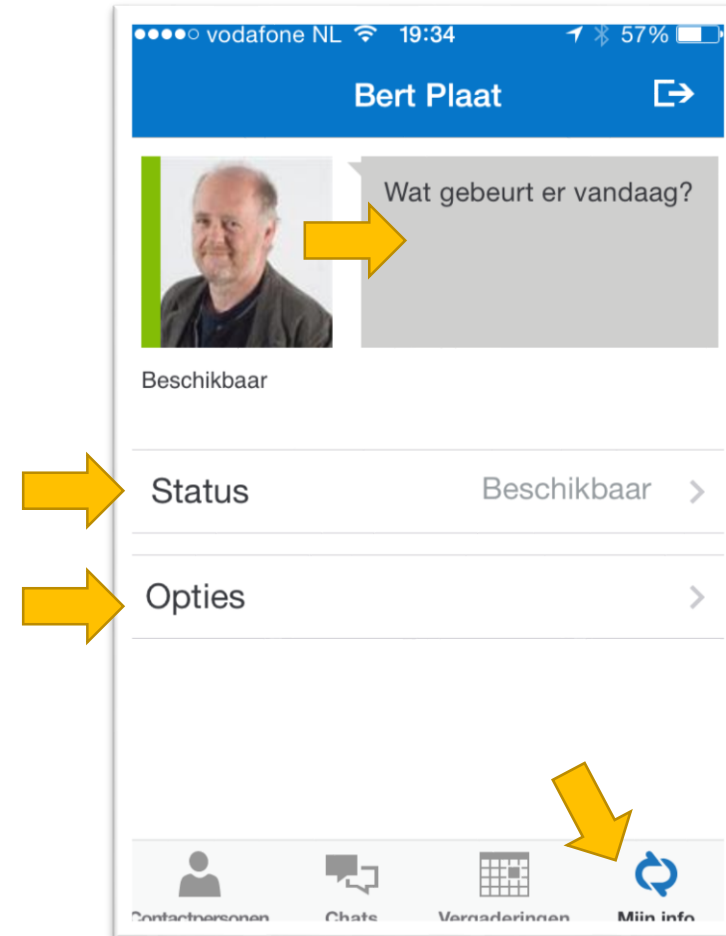 vodafone NL 19:34 57%
Bert Plaat
Wat gebeurt er vandaag?
Beschikbaar
Status Beschikbaar
Opties
Contactpersonen Chats Vergaderingen Mijn info